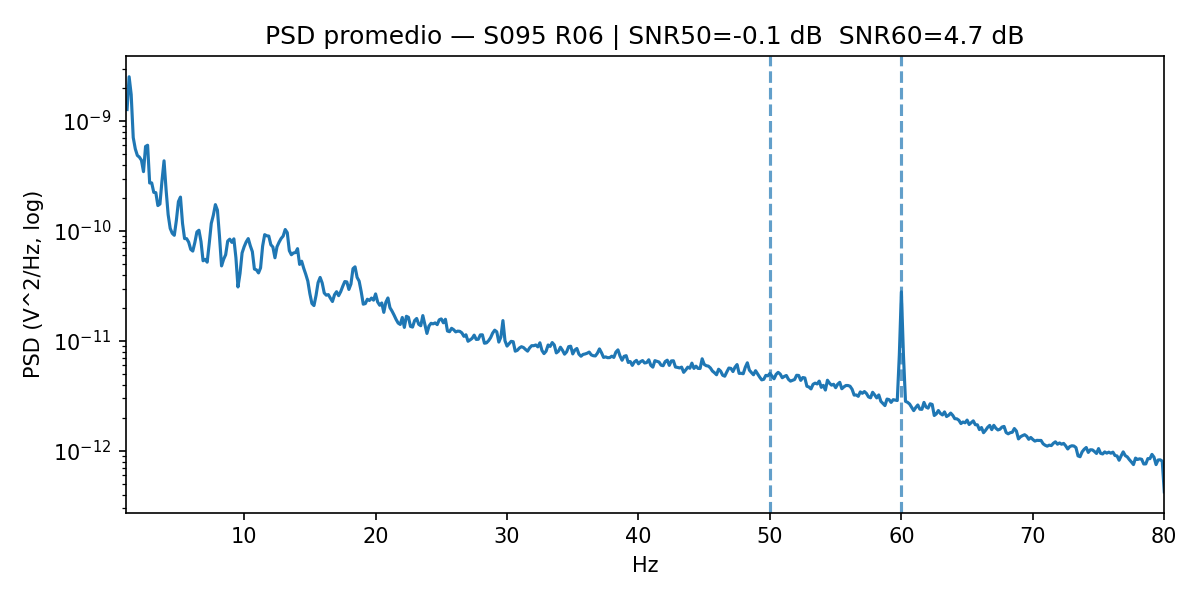 PSD promedio — S095 R06 | SNR50=-0.1 dB  SNR60=4.7 dB
PSD (V^2/Hz, log)
10⁻⁹
10⁻¹⁰
10⁻¹¹
10⁻¹²
10 20 30 40 50 60 70 80
Hz